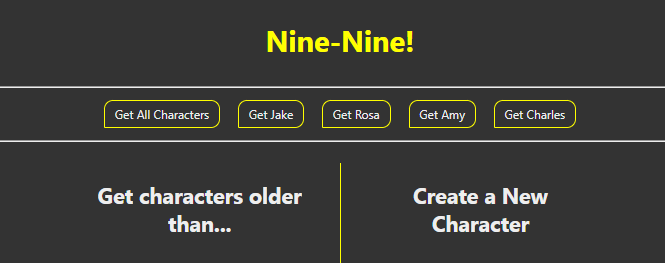 Nine-Nine!
Get All Characters Get Jake Get Rosa Get Amy Get Charles
Get characters older
than...
Create a New
Character